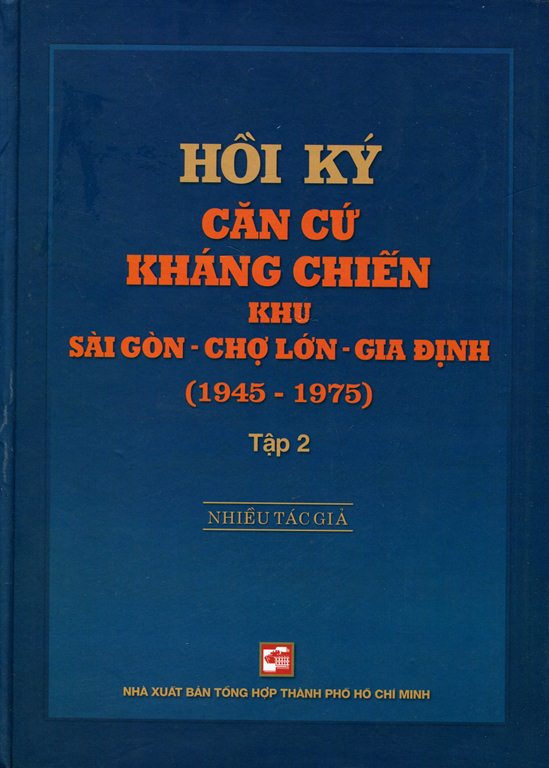 HỒI KÝ
CĂN CỨ
KHÁNG CHIẾN
KHU
SÀI GÒN - CHỢ LỚN - GIA ĐỊNH
(1945 - 1975)
Tập 2
NHIỀU TÁC GIẢ
NHÀ XUẤT BẢN TỔNG HỢP THÀNH PHỐ HỒ CHÍ MINH